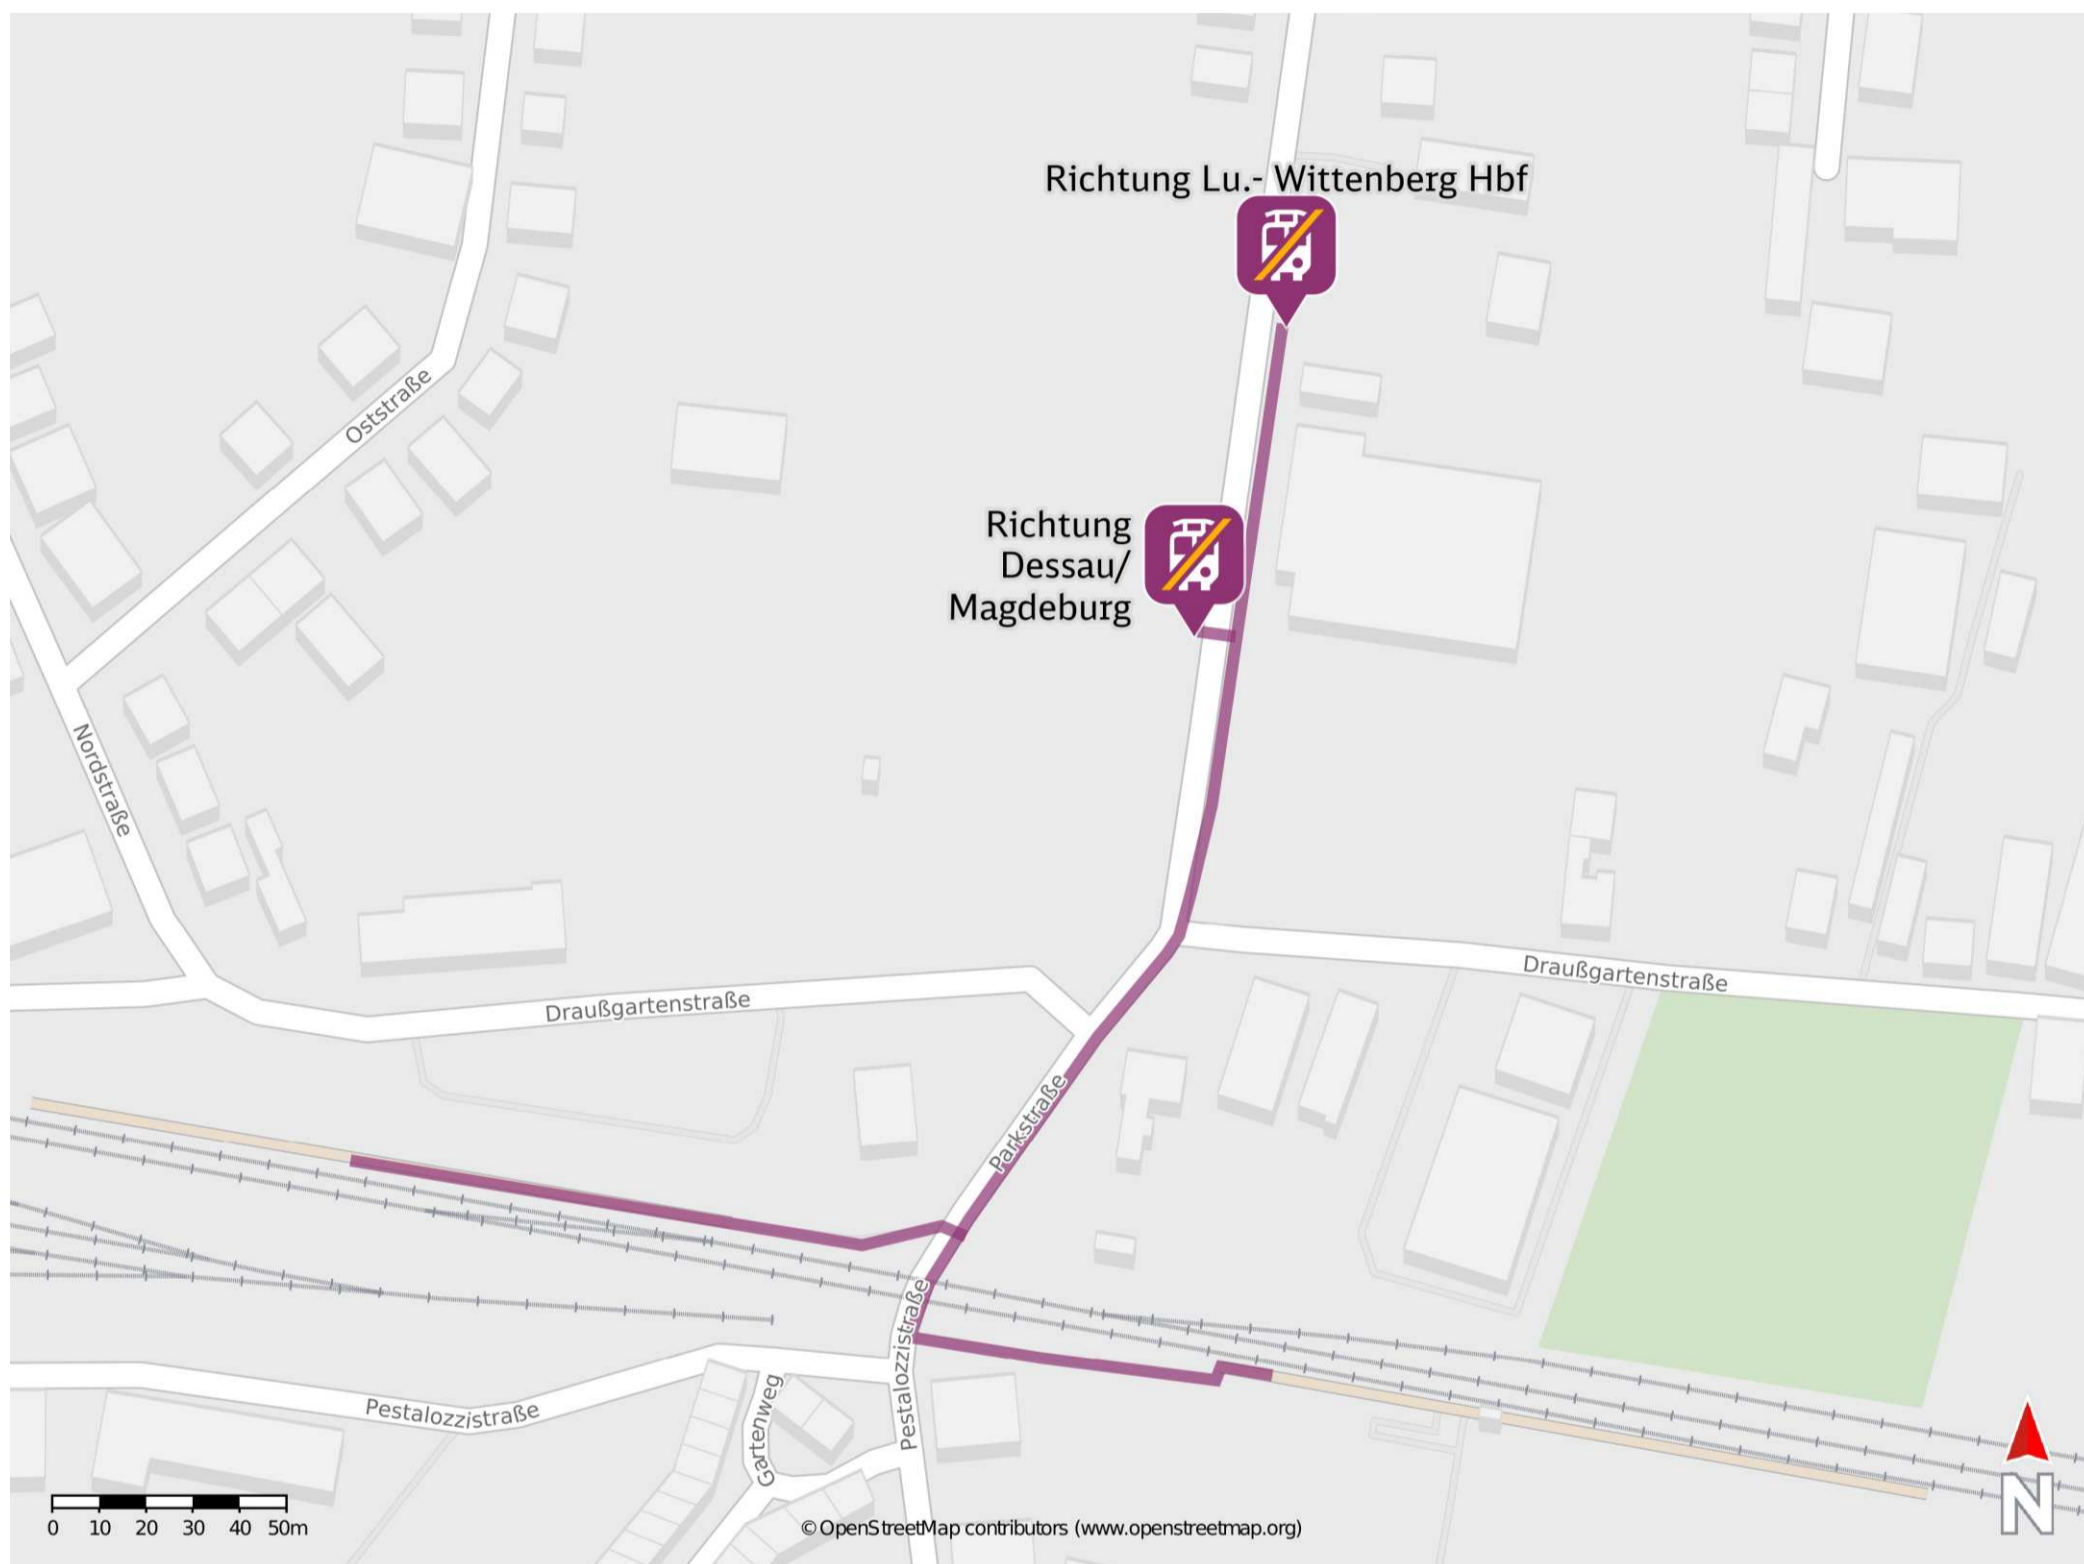 Richtung Lu.- Wittenberg Hbf
Oststraße
Richtung
Dessau/
Magdeburg
Nordstraße
Draußgartenstraße
Draußgartenstraße
Parkstraße
Pestalozzistraße
Pestalozzistraße
Gartenweg
0 10 20 30 40 50m
© OpenStreetMap contributors (www.openstreetmap.org)
N